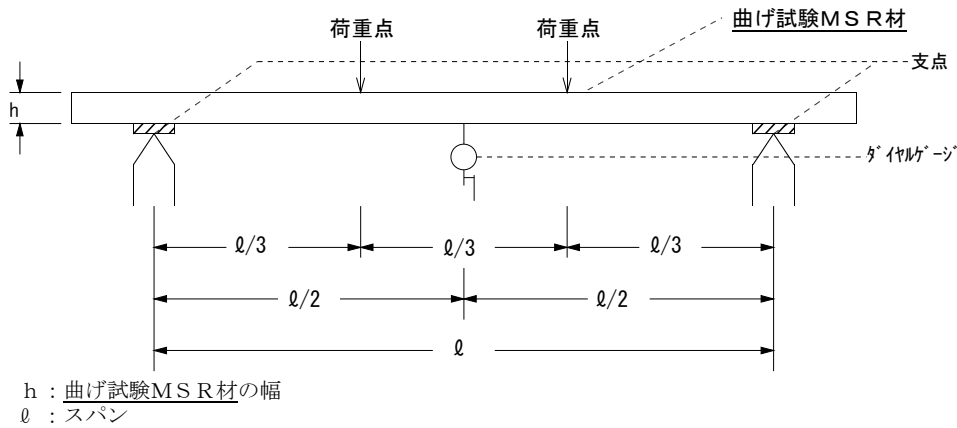 曲げ試験MSR材
荷重点 荷重点
支点
h
ダイヤルゲージ
ℓ/3 ℓ/3 ℓ/3
ℓ/2 ℓ/2
ℓ
h:曲げ試験MSR材の幅
ℓ:スパン